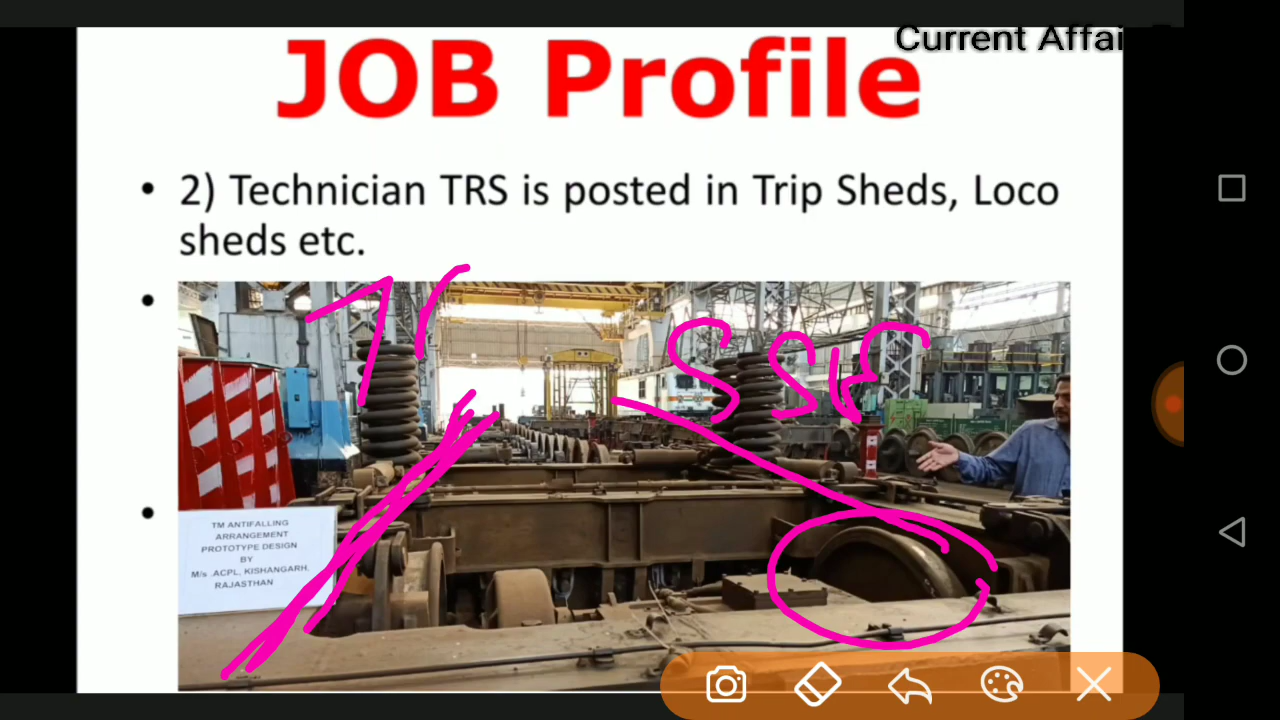 Current Affai
JOB Profile
• 2) Technician TRS is posted in Trip Sheds, Loco
sheds etc.
TM ANTIFALLING
ARRANGEMENT
PROTOTYPE DESIGN
BY
M/s .ACPL, KISHANGARH,
RAJASTHAN